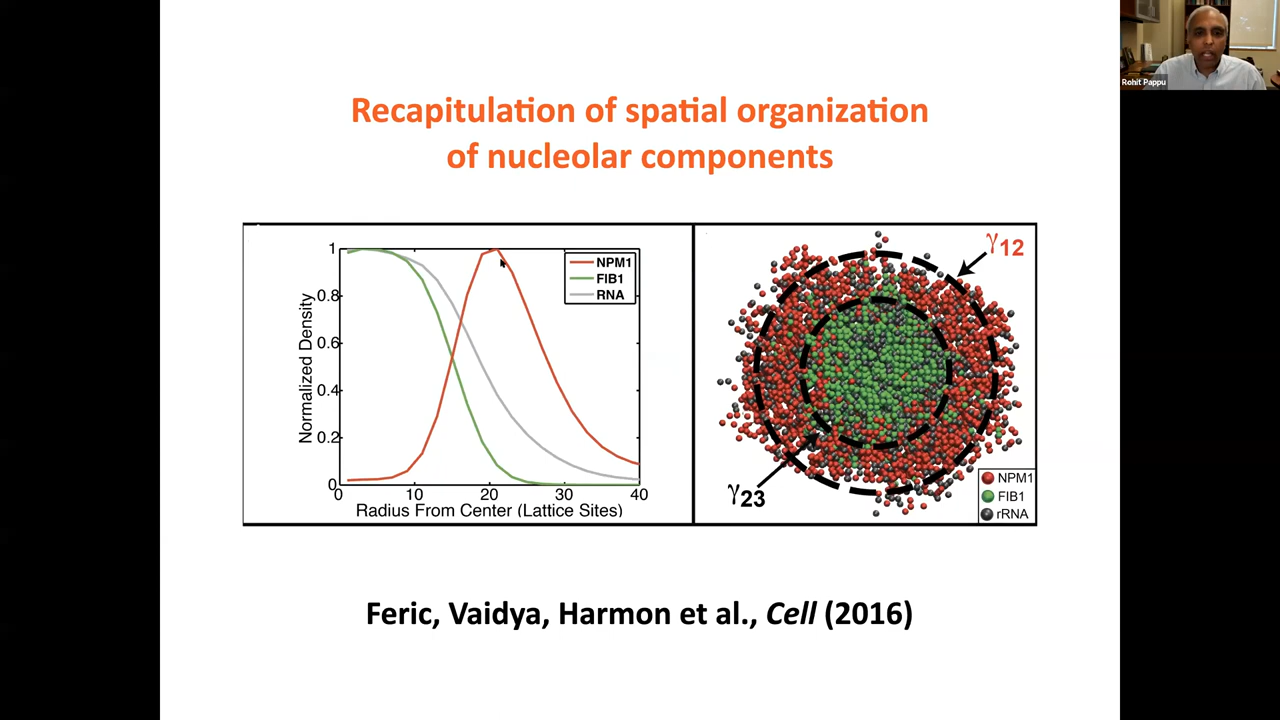 Rohit Pappu
Recapitulation of spatial organization
of nucleolar components
1
0.8
0.6
0.4
0.2
0
0
10
20
30
40
Normalized Density
Radius From Center (Lattice Sites)
NPM1
FIB1
RNA
γ12
γ23
NPM1
FIB1
rRNA
Feric, Vaidya, Harmon et al., Cell (2016)